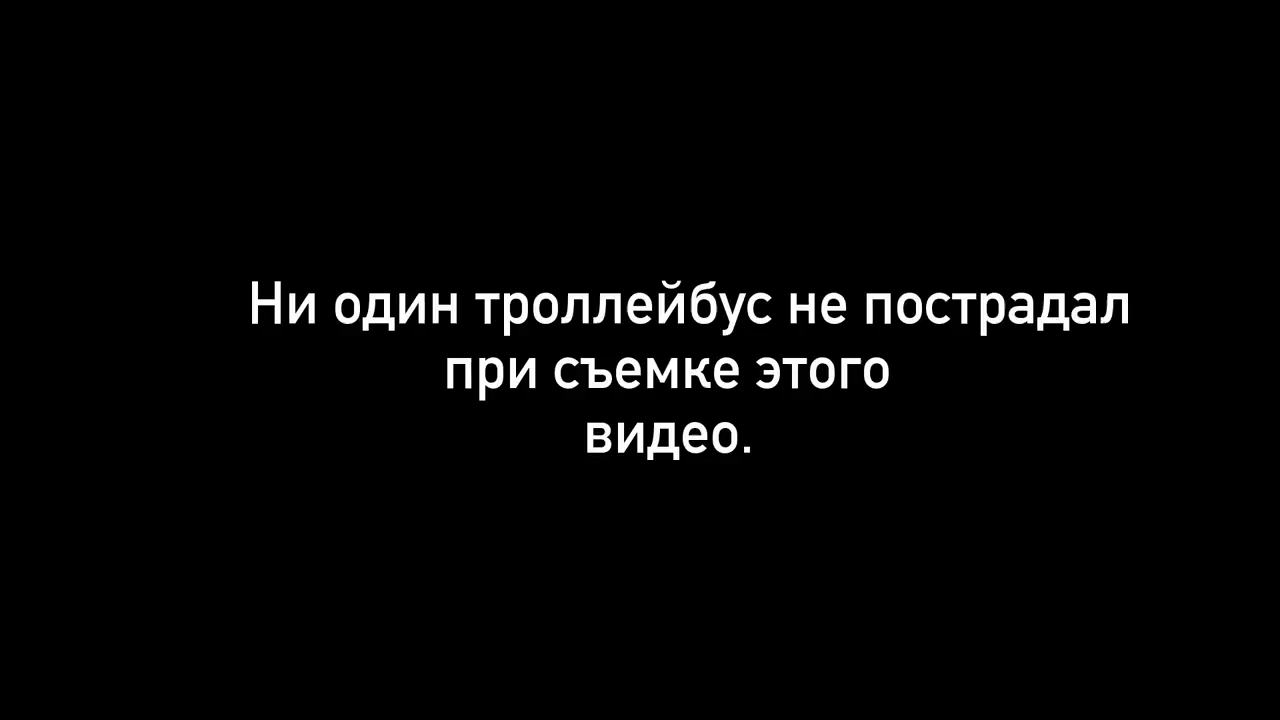 Ни один троллейбус не пострадал
при съемке этого
видео.